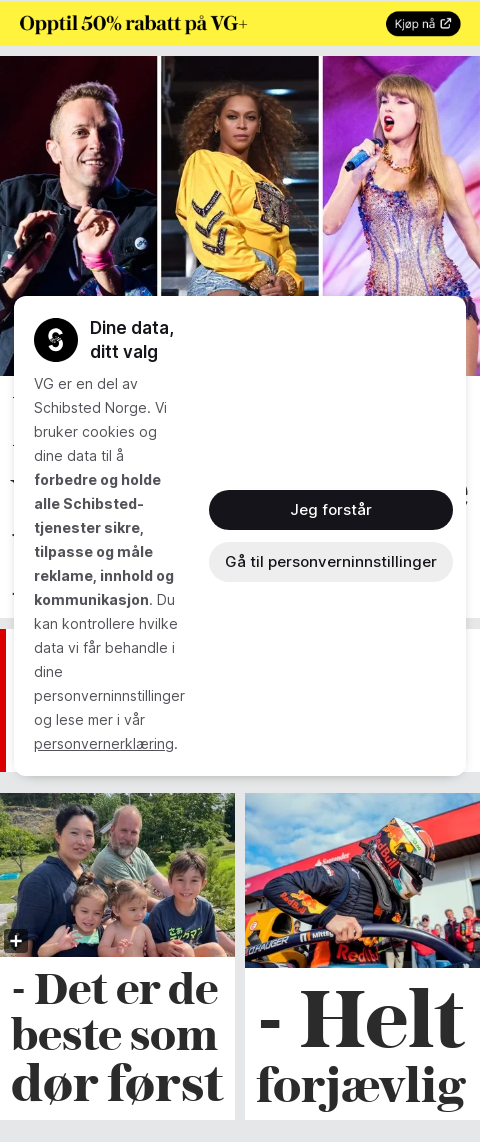 Opptil 50% rabatt på VG+
Kjøp nå
Dine data,
ditt valg
VG er en del av
Schibsted Norge. Vi
bruker cookies og
dine data til å
forbedre og holde
alle Schibsted-
tjenester sikre,
tilpasse og måle
reklame, innhold og
kommunikasjon. Du
kan kontrollere hvilke
data vi får behandle i
dine
personverninnstillinger
og lese mer i vår
personvernerklæring.
Jeg forstår
Gå til personverninnstillinger
- Det er de
beste som
dør først
- Helt
forjævlig